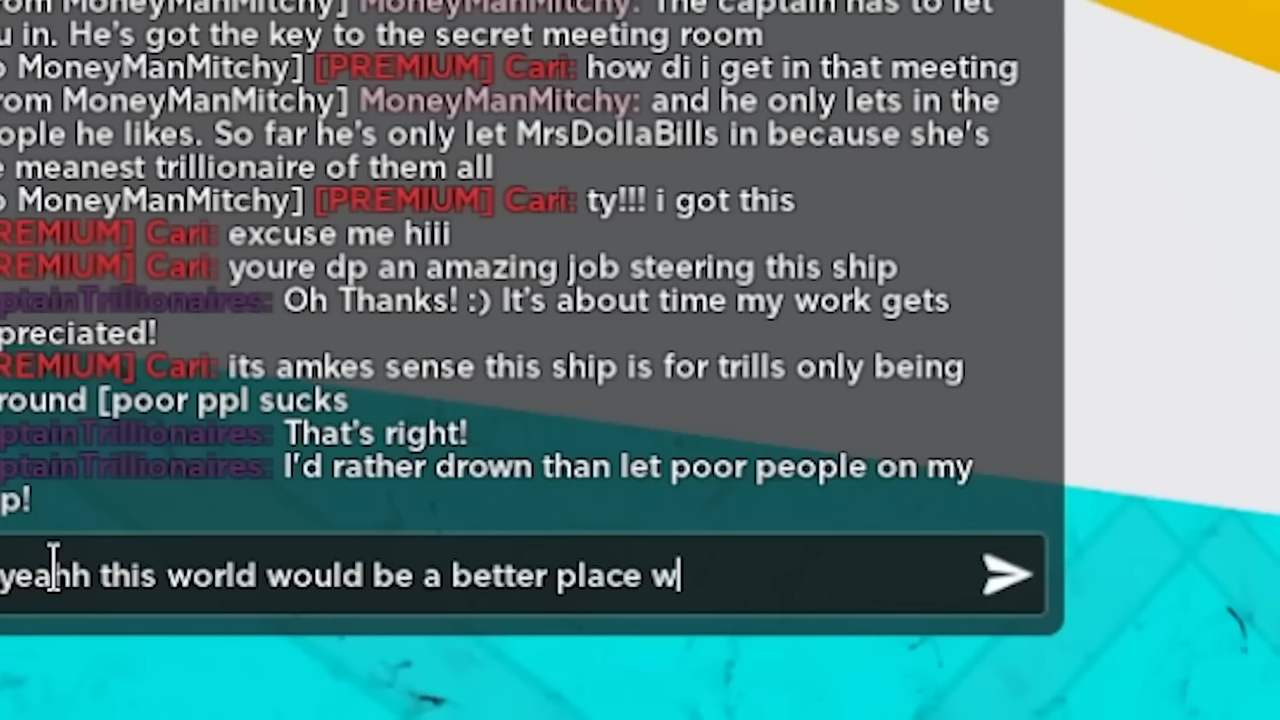 om MoneyManMitchy] MoneyManMitchy: The captain has to let
u in. He's got the key to the secret meeting room
o MoneyManMitchy] [PREMIUM] Cari: how di i get in that meeting
rom MoneyManMitchy] MoneyManMitchy: and he only lets in the
ople he likes. So far he's only let MrsDollaBills in because she's
e meanest trillionaire of them all
o MoneyManMitchy] [PREMIUM] Cari: ty!!! i got this
REMIUM] Cari: excuse me hiii
REMIUM] Cari: youre dp an amazing job steering this ship
ptainTrillionaires: Oh Thanks! :) It's about time my work gets
preciated!
REMIUM] Cari: its amkes sense this ship is for trills only being
round [poor ppl sucks
ptainTrillionaires: That's right!
ptainTrillionaires: I'd rather drown than let poor people on my
p!
yeahh this world would be a better place w